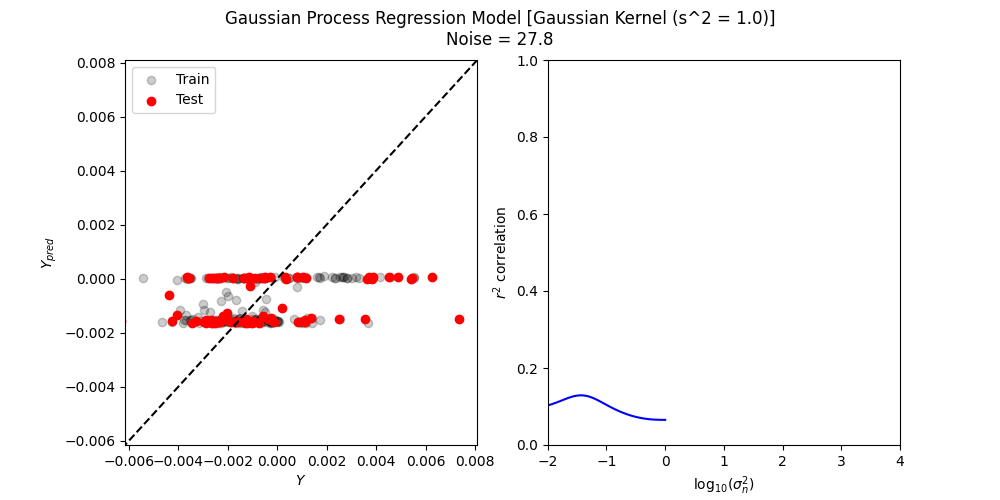 Gaussian Process Regression Model [Gaussian Kernel (s^2 = 1.0)]
Noise = 27.8
Train
Test
0.008
0.006
0.004
0.002
0.000
−0.002
−0.004
−0.006
Y_pred
−0.006 −0.004 −0.002 0.000 0.002 0.004 0.006 0.008
Y
1.0
0.8
0.6
0.4
0.2
0.0
r² correlation
−2 −1 0 1 2 3 4
log₁₀(σₙ²)